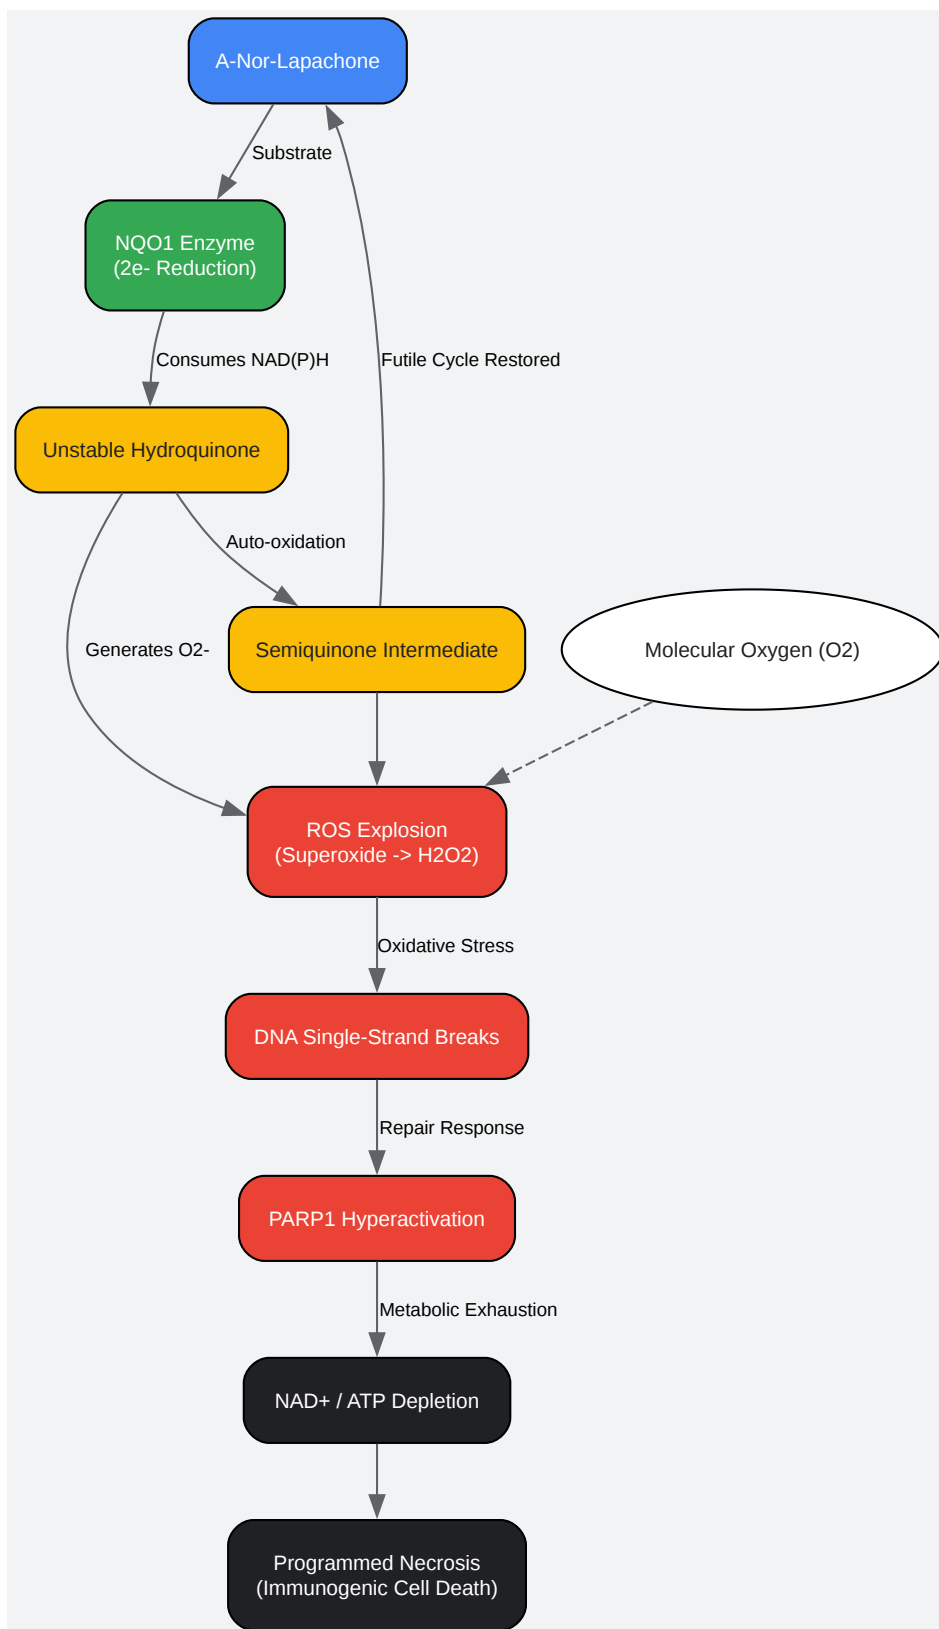 A-Nor-Lapachone
Substrate
NQO1 Enzyme
(2e- Reduction)
Consumes NAD(P)H
Futile Cycle Restored
Unstable Hydroquinone
Auto-oxidation
Generates O2-
Semiquinone Intermediate
Molecular Oxygen (O2)
ROS Explosion
(Superoxide -> H2O2)
Oxidative Stress
DNA Single-Strand Breaks
Repair Response
PARP1 Hyperactivation
Metabolic Exhaustion
NAD+ / ATP Depletion
Programmed Necrosis
(Immunogenic Cell Death)